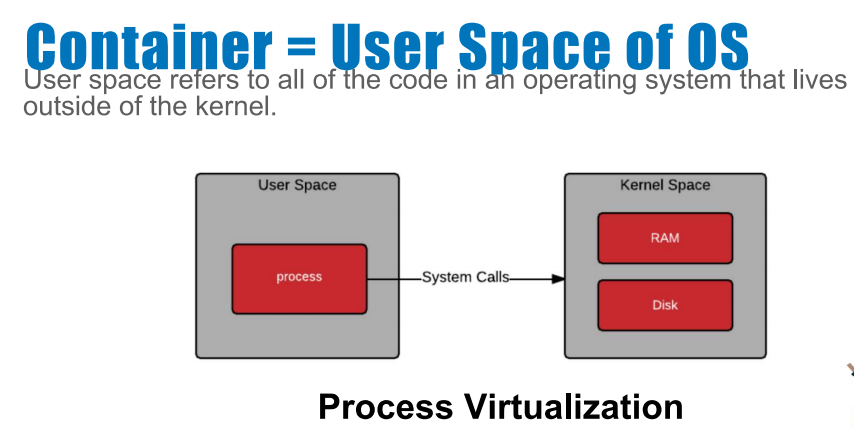 Container = User Space of OS
User space refers to all of the code in an operating system that lives
outside of the kernel.
User Space
Kernel Space
RAM
process
System Calls
Disk
Process Virtualization